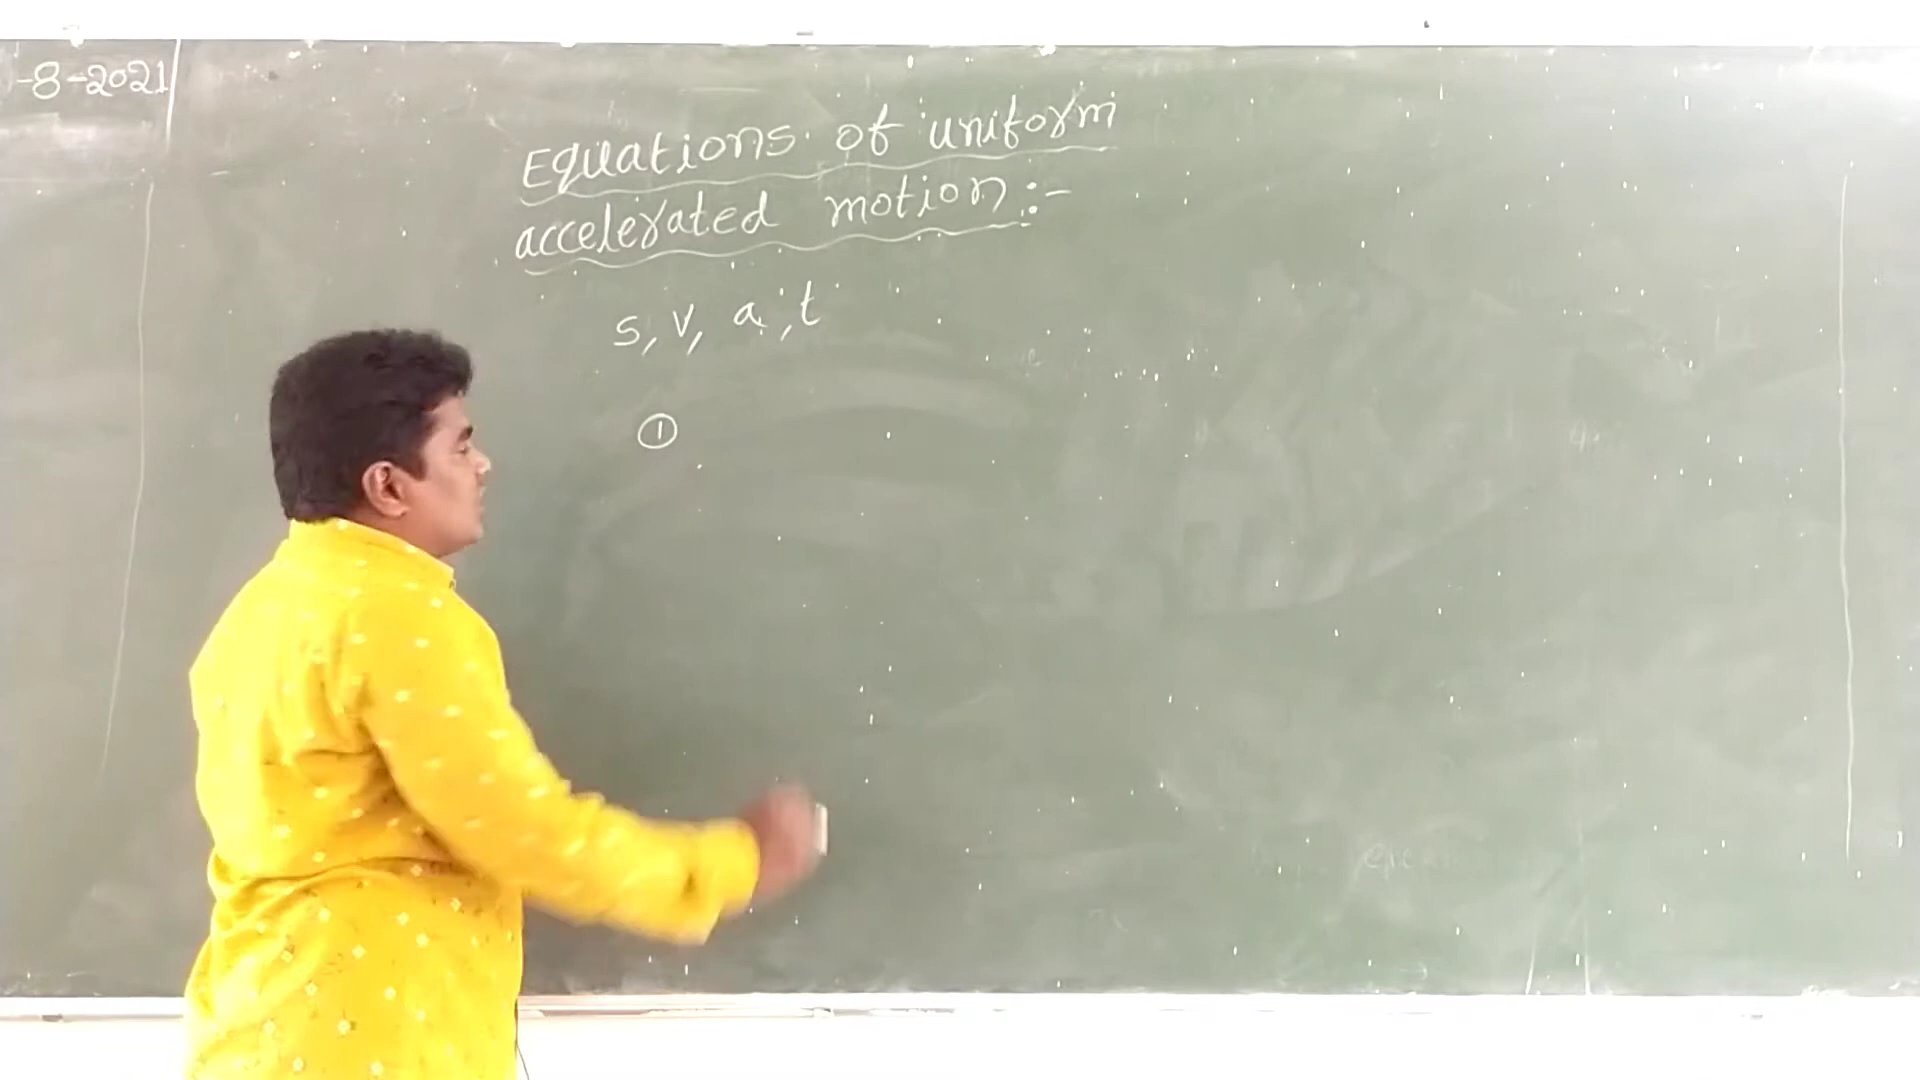 -8-2021
Equations of uniform
accelerated motion:-
s, v, a, t
①